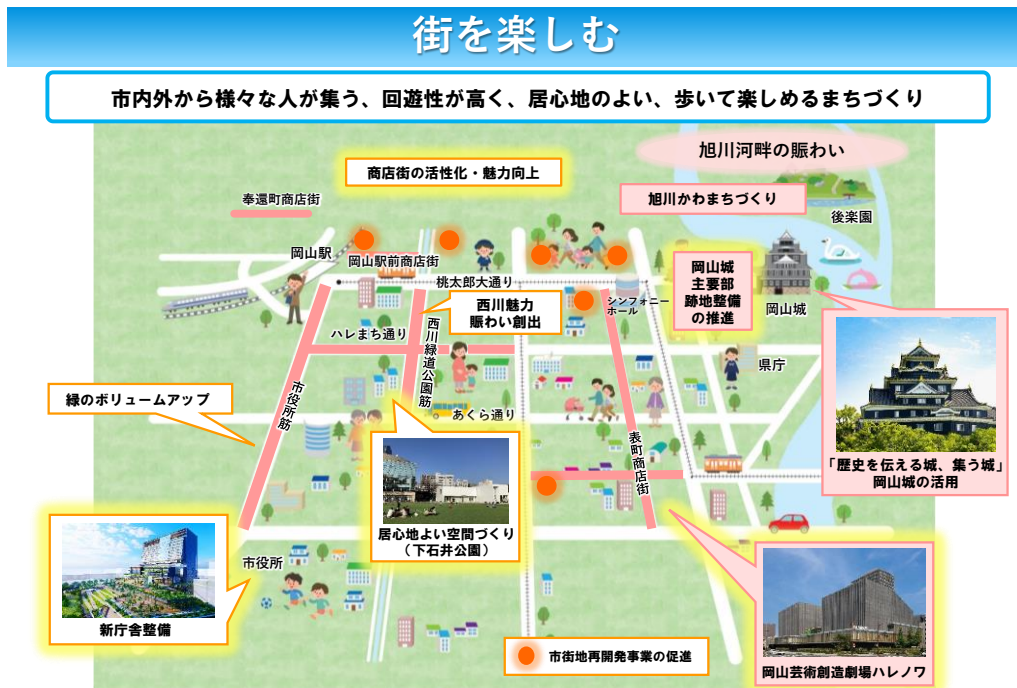 街を楽しむ
市内外から様々な人が集う、回遊性が高く、居心地のよい、歩いて楽しめるまちづくり
旭川河畔の賑わい
商店街の活性化・魅力向上
旭川かわまちづくり
奉還町商店街
後楽園
岡山駅
岡山駅前商店街
桃太郎大通り
岡山城
主要部
跡地整備
の推進
岡山城
西川魅力
賑わい創出
シンフォニー
ホール
ハレまち通り
西川緑道公園筋
県庁
市役所筋
緑のボリュームアップ
あくら通り
表町商店街
「歴史を伝える城、集う城」
岡山城の活用
居心地よい空間づくり
（下石井公園）
市役所
新庁舎整備
市街地再開発事業の促進
岡山芸術創造劇場ハレノワ